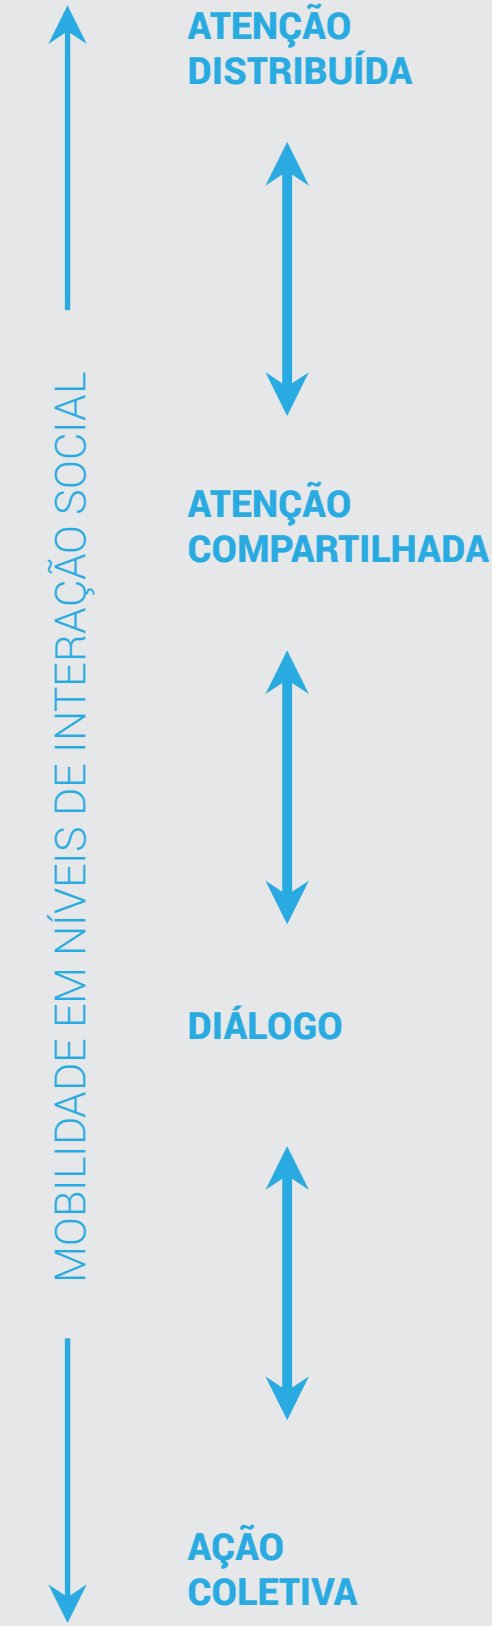 ATENÇÃO
DISTRIBUÍDA
MOBILIDADE EM NÍVEIS DE INTERAÇÃO SOCIAL
ATENÇÃO
COMPARTILHADA
DIÁLOGO
AÇÃO
COLETIVA